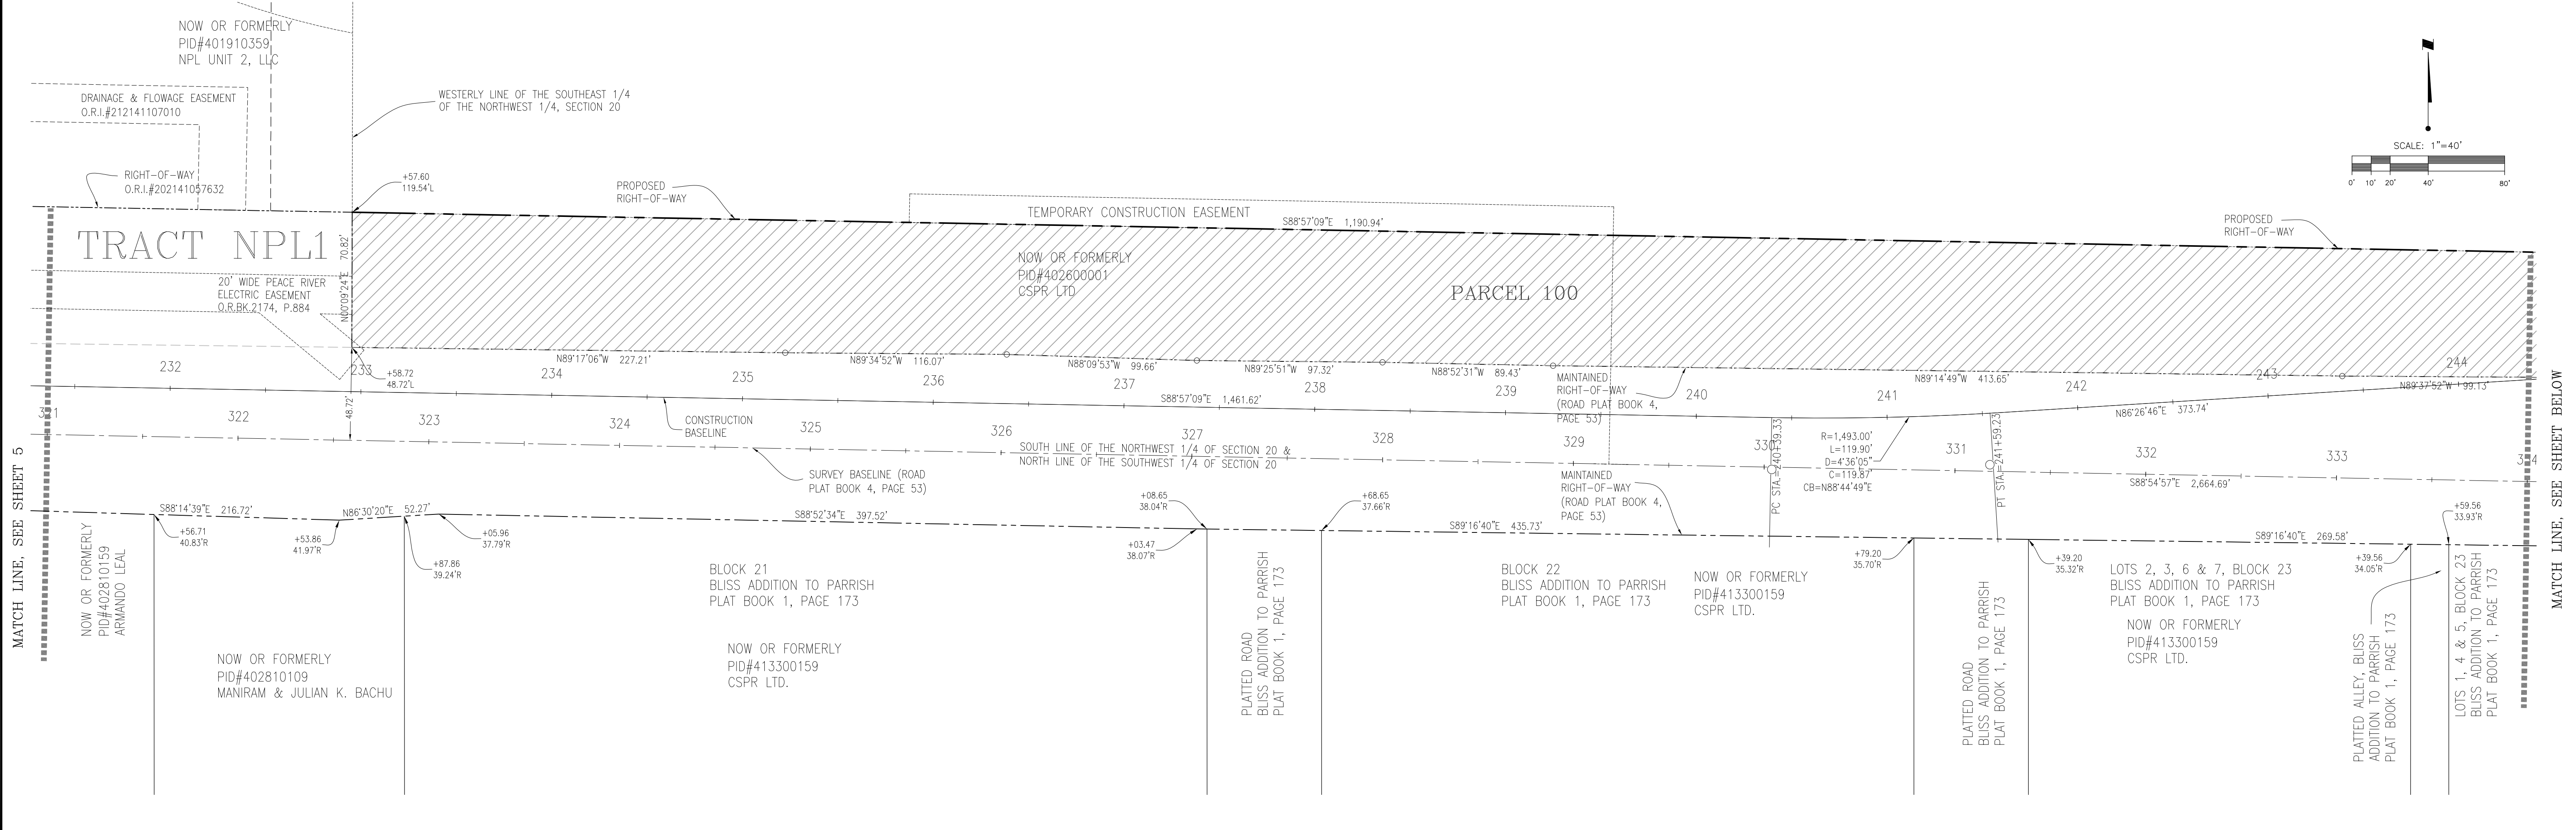 NOW OR FORMERLY
PID#401910359
NPL UNIT 2, LLC
DRAINAGE & FLOWAGE EASEMENT
O.R.I.#212141107010
RIGHT-OF-WAY
O.R.I.#202141057632
WESTERLY LINE OF THE SOUTHEAST 1/4
OF THE NORTHWEST 1/4, SECTION 20
+57.60
119.54'L
PROPOSED
RIGHT-OF-WAY
TEMPORARY CONSTRUCTION EASEMENT
S88°57'09"E 1,190.94'
PROPOSED
RIGHT-OF-WAY
SCALE: 1"=40'
0' 10' 20' 40' 80'
TRACT NPL1
N00°09'24"E 70.82'
20' WIDE PEACE RIVER
ELECTRIC EASEMENT
O.R.BK.2174, P.884
NOW OR FORMERLY
PID#402600001
CSPR LTD
PARCEL 100
N89°17'06"W 227.21'
N89°34'52"W 116.07'
N88°09'53"W 99.66'
N89°25'51"W 97.32'
N88°52'31"W 89.43'
N89°14'49"W 413.65'
N89°37'52"W 99.13'
232 233 234 235 236 237 238 239 240 241 242 243 244
+58.72
48.72'L
48.72'
MAINTAINED
RIGHT-OF-WAY
(ROAD PLAT BOOK 4,
PAGE 53)
S88°57'09"E 1,461.62'
N86°26'46"E 373.74'
CONSTRUCTION
BASELINE
321 322 323 324 325 326 327 328 329 330 331 332 333 334
SOUTH LINE OF THE NORTHWEST 1/4 OF SECTION 20 &
NORTH LINE OF THE SOUTHWEST 1/4 OF SECTION 20
SURVEY BASELINE (ROAD
PLAT BOOK 4, PAGE 53)
MAINTAINED
RIGHT-OF-WAY
(ROAD PLAT BOOK 4,
PAGE 53)
PC STA.=240+39.33
R=1,493.00'
L=119.90'
D=4°36'05"
C=119.87'
CB=N88°44'49"E
PT STA.=241+59.23
S88°54'57"E 2,664.69'
MATCH LINE, SEE SHEET 5
MATCH LINE, SEE SHEET BELOW
S88°14'39"E 216.72'
N86°30'20"E 52.27'
S88°52'34"E 397.52'
S89°16'40"E 435.73'
S89°16'40"E 269.58'
+56.71
40.83'R
+53.86
41.97'R
+87.86
39.24'R
+05.96
37.79'R
+08.65
38.04'R
+03.47
38.07'R
+68.65
37.66'R
+79.20
35.70'R
+39.20
35.32'R
+39.56
34.05'R
+59.56
33.93'R
NOW OR FORMERLY
PID#402810159
ARMANDO LEAL
NOW OR FORMERLY
PID#402810109
MANIRAM & JULIAN K. BACHU
BLOCK 21
BLISS ADDITION TO PARRISH
PLAT BOOK 1, PAGE 173
NOW OR FORMERLY
PID#413300159
CSPR LTD.
PLATTED ROAD
BLISS ADDITION TO PARRISH
PLAT BOOK 1, PAGE 173
BLOCK 22
BLISS ADDITION TO PARRISH
PLAT BOOK 1, PAGE 173
NOW OR FORMERLY
PID#413300159
CSPR LTD.
PLATTED ROAD
BLISS ADDITION TO PARRISH
PLAT BOOK 1, PAGE 173
LOTS 2, 3, 6 & 7, BLOCK 23
BLISS ADDITION TO PARRISH
PLAT BOOK 1, PAGE 173
NOW OR FORMERLY
PID#413300159
CSPR LTD.
PLATTED ALLEY, BLISS
ADDITION TO PARRISH
PLAT BOOK 1, PAGE 173
LOTS 1, 4 & 5, BLOCK 23
BLISS ADDITION TO PARRISH
PLAT BOOK 1, PAGE 173